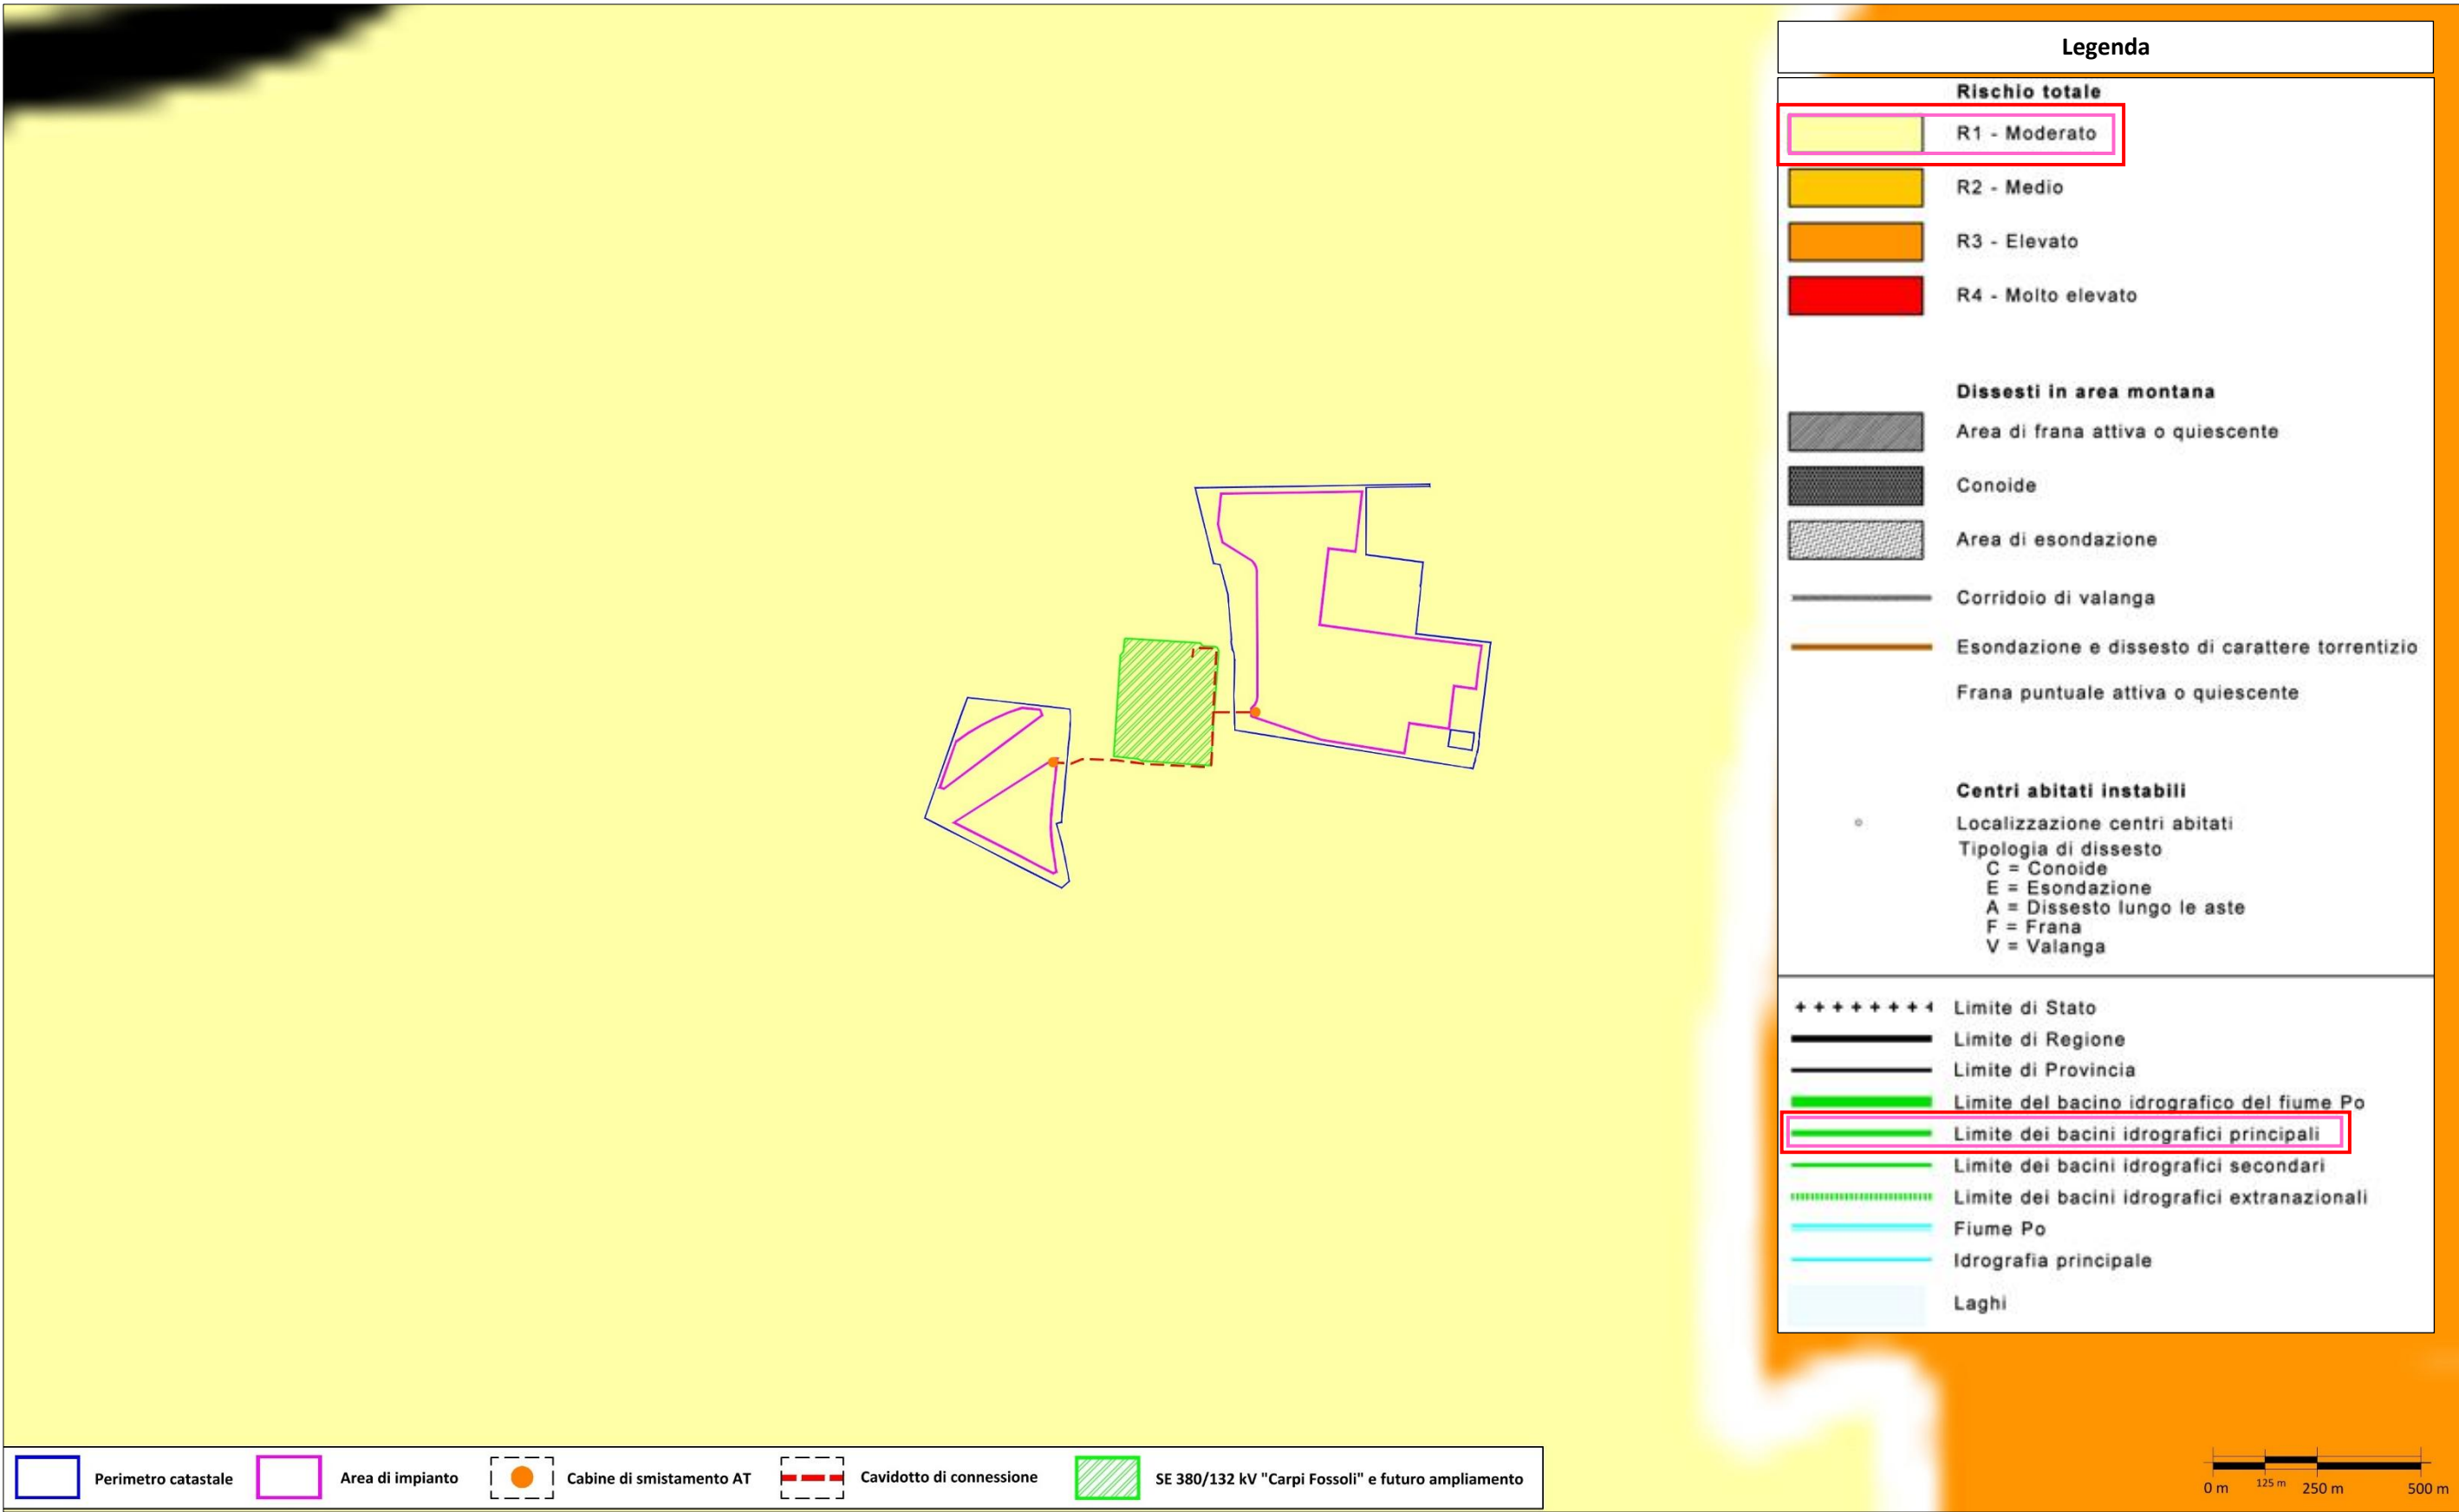 Legenda
Rischio totale
R1 - Moderato
R2 - Medio
R3 - Elevato
R4 - Molto elevato
Dissesti in area montana
Area di frana attiva o quiescente
Conoide
Area di esondazione
Corridoio di valanga
Esondazione e dissesto di carattere torrentizio
Frana puntuale attiva o quiescente
Centri abitati instabili
Localizzazione centri abitati
Tipologia di dissesto
C = Conoide
E = Esondazione
A = Dissesto lungo le aste
F = Frana
V = Valanga
Limite di Stato
Limite di Regione
Limite di Provincia
Limite del bacino idrografico del fiume Po
Limite dei bacini idrografici principali
Limite dei bacini idrografici secondari
Limite dei bacini idrografici extranazionali
Fiume Po
Idrografia principale
Laghi
Perimetro catastale
Area di impianto
Cabine di smistamento AT
Cavidotto di connessione
SE 380/132 kV "Carpi Fossoli" e futuro ampliamento
0 m 125 m 250 m 500 m